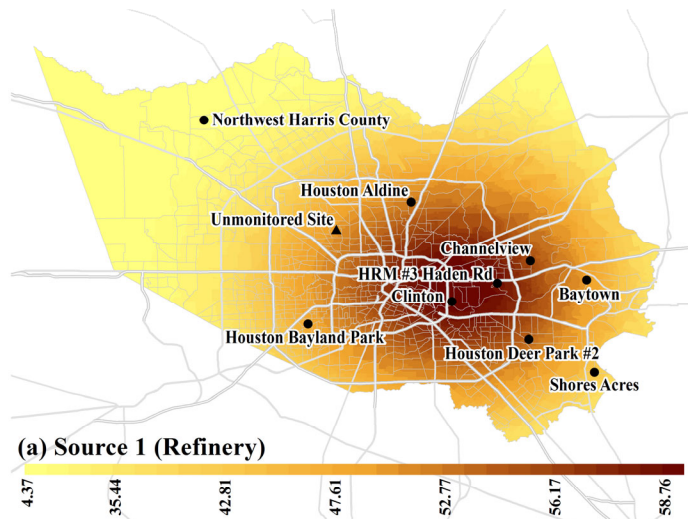 Northwest Harris County
Houston Aldine
Unmonitored Site
Channelview
HRM #3 Haden Rd
Baytown
Clinton
Houston Bayland Park
Houston Deer Park #2
Shores Acres
(a) Source 1 (Refinery)
4.37
35.44
42.81
47.61
52.77
56.17
58.76